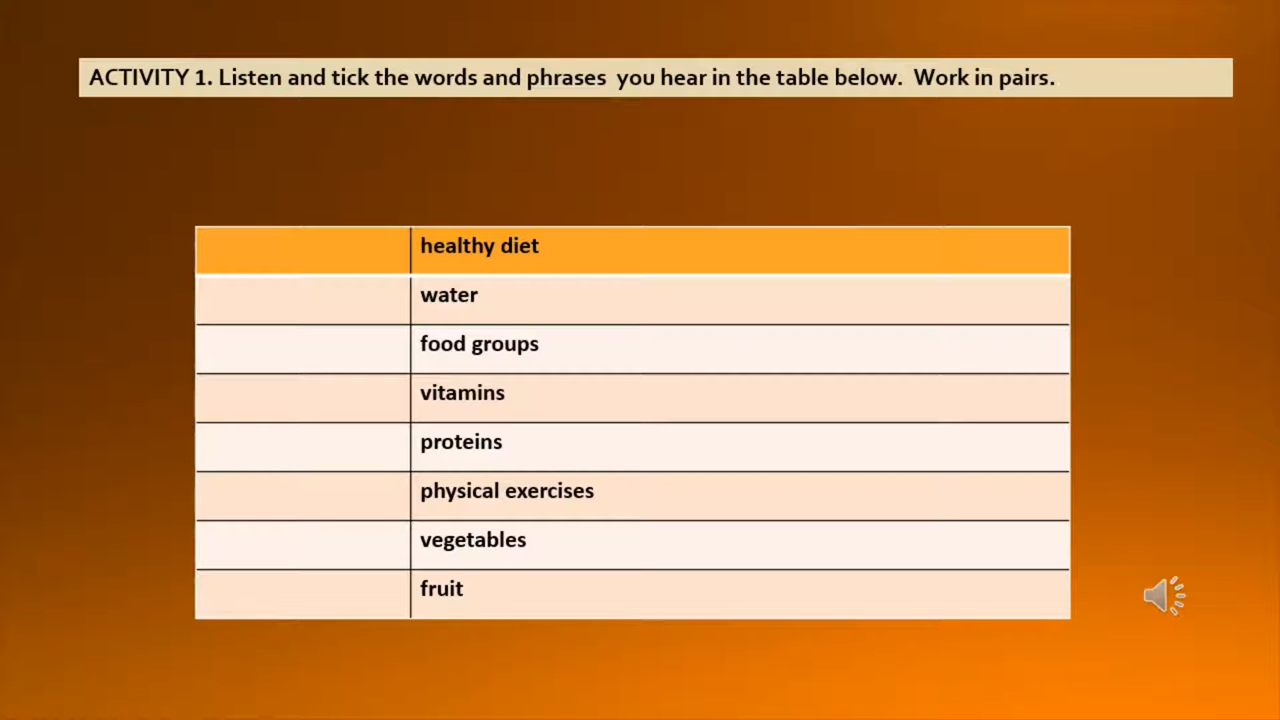 ACTIVITY 1. Listen and tick the words and phrases  you hear in the table below.  Work in pairs.
healthy diet
water
food groups
vitamins
proteins
physical exercises
vegetables
fruit